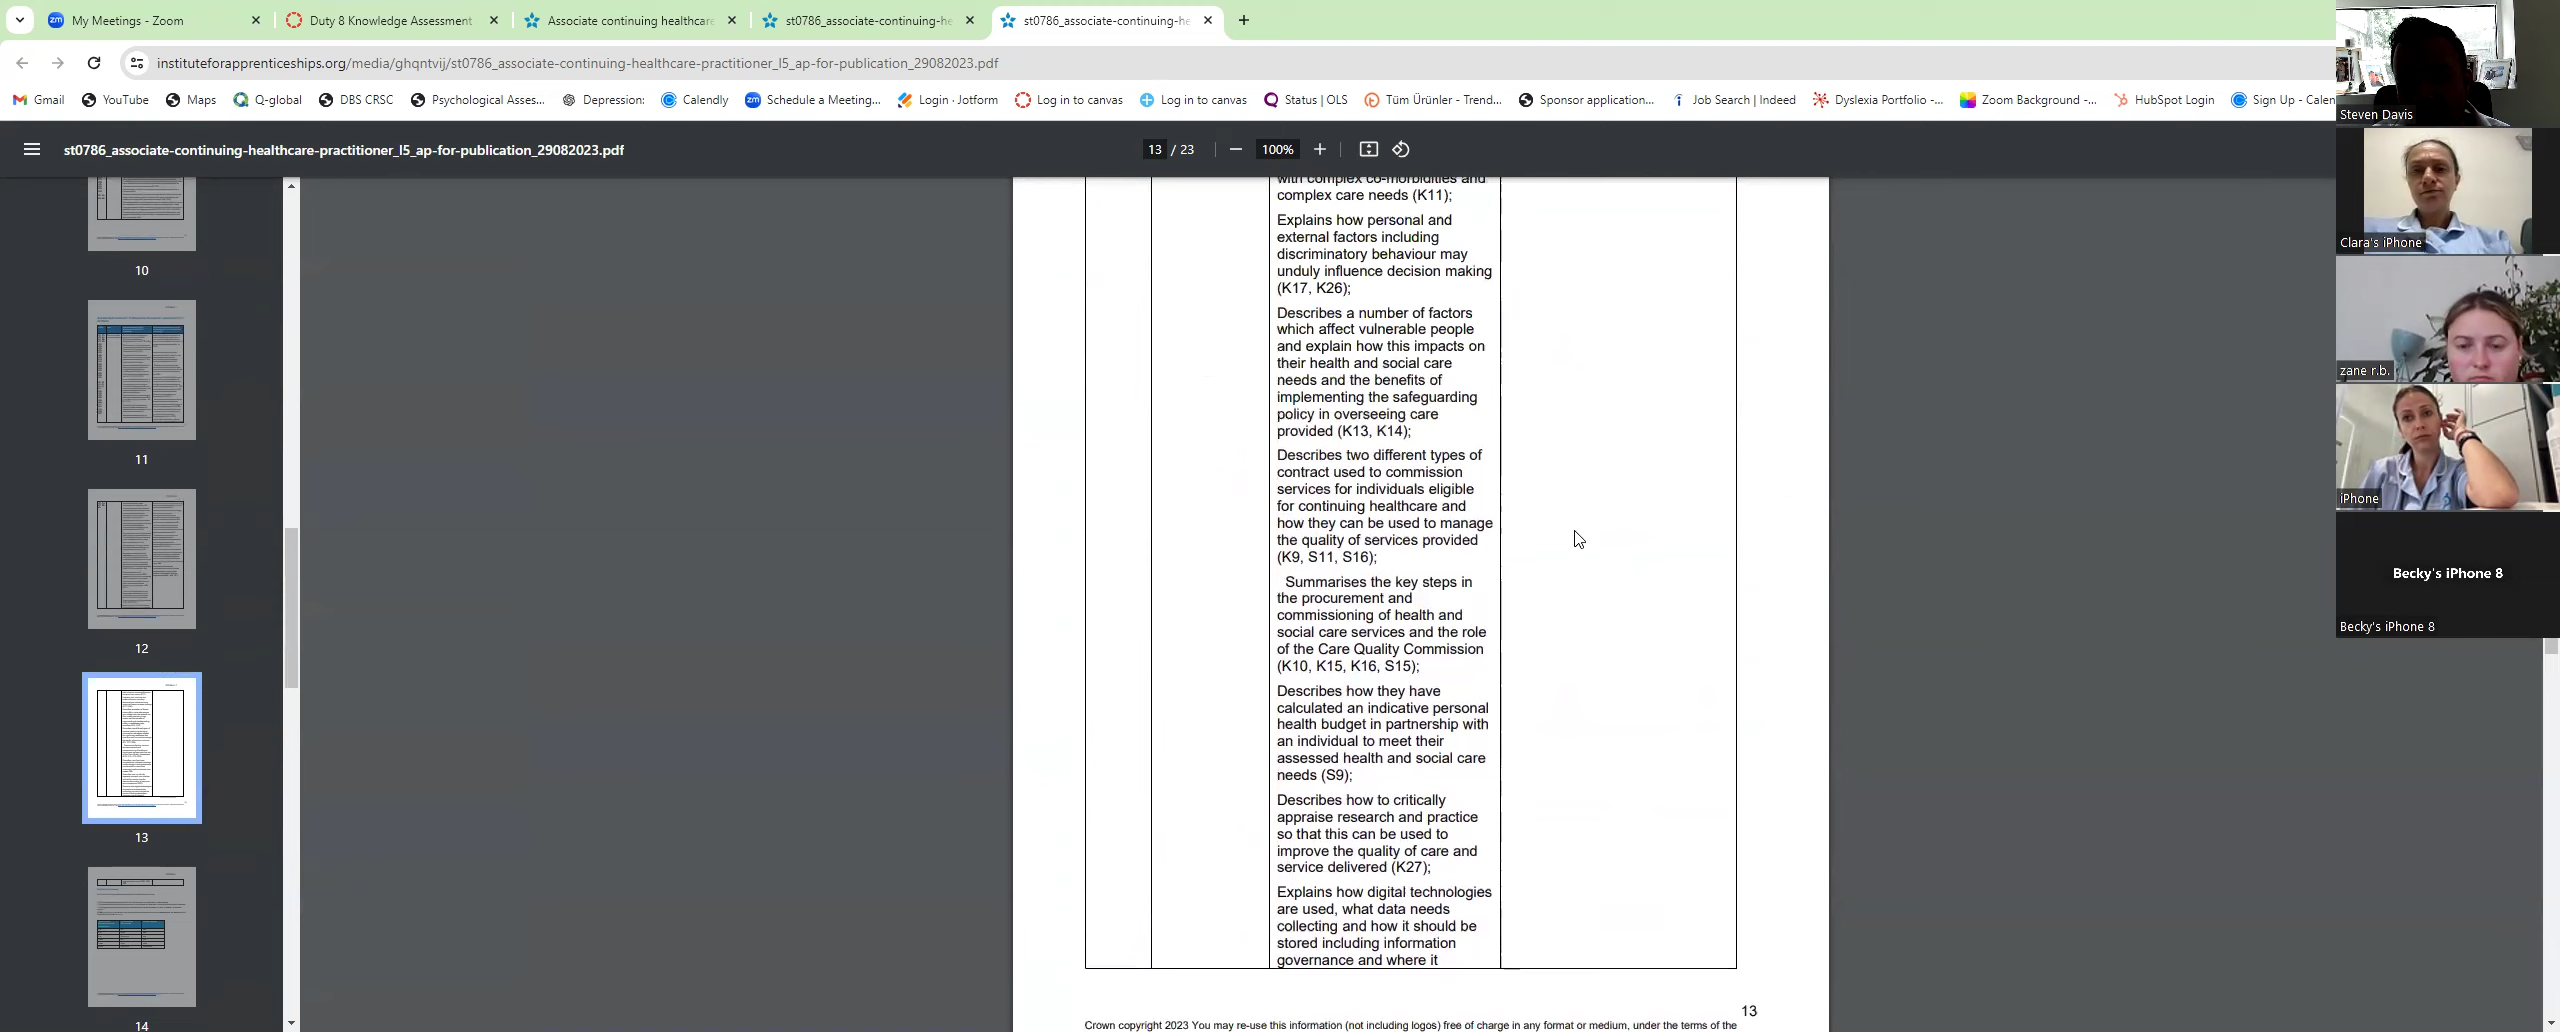 My Meetings - Zoom
Duty 8 Knowledge Assessment
Associate continuing healthcare
st0786_associate-continuing-he
st0786_associate-continuing-he
instituteforapprenticeships.org/media/ghqntvij/st0786_associate-continuing-healthcare-practitioner_l5_ap-for-publication_29082023.pdf
Gmail YouTube Maps Q-global DBS CRSC Psychological Asses... Depression: Calendly Schedule a Meeting... Login · Jotform Log in to canvas Log in to canvas Status | OLS Tüm Ürünler - Trend... Sponsor application... Job Search | Indeed Dyslexia Portfolio -... Zoom Background -... HubSpot Login Sign Up - Calen
st0786_associate-continuing-healthcare-practitioner_l5_ap-for-publication_29082023.pdf
13 / 23
100%
10
11
12
13
14
with complex co-morbidities and
complex care needs (K11);
Explains how personal and
external factors including
discriminatory behaviour may
unduly influence decision making
(K17, K26);
Describes a number of factors
which affect vulnerable people
and explain how this impacts on
their health and social care
needs and the benefits of
implementing the safeguarding
policy in overseeing care
provided (K13, K14);
Describes two different types of
contract used to commission
services for individuals eligible
for continuing healthcare and
how they can be used to manage
the quality of services provided
(K9, S11, S16);
Summarises the key steps in
the procurement and
commissioning of health and
social care services and the role
of the Care Quality Commission
(K10, K15, K16, S15);
Describes how they have
calculated an indicative personal
health budget in partnership with
an individual to meet their
assessed health and social care
needs (S9);
Describes how to critically
appraise research and practice
so that this can be used to
improve the quality of care and
service delivered (K27);
Explains how digital technologies
are used, what data needs
collecting and how it should be
stored including information
governance and where it
13
Crown copyright 2023 You may re-use this information (not including logos) free of charge in any format or medium, under the terms of the
Steven Davis
Clara's iPhone
zane r.b.
iPhone
Becky's iPhone 8
Becky's iPhone 8